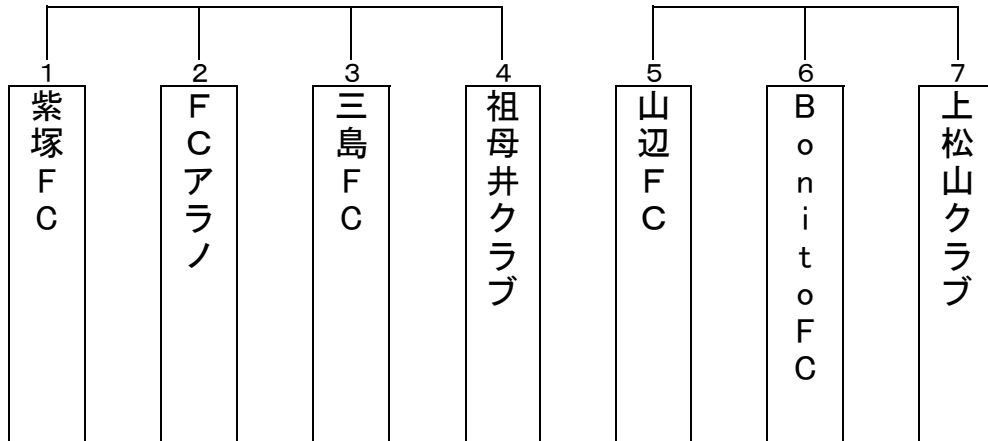 1
紫塚FC
2
FCアラノ
3
三島FC
4
祖母井クラブ
5
山辺FC
6
BonitoFC
7
上松山クラブ